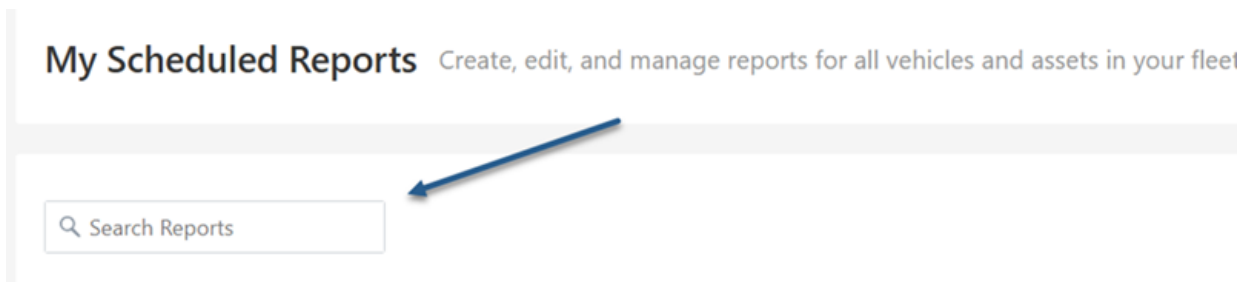 My Scheduled Reports Create, edit, and manage reports for all vehicles and assets in your fleet
Search Reports